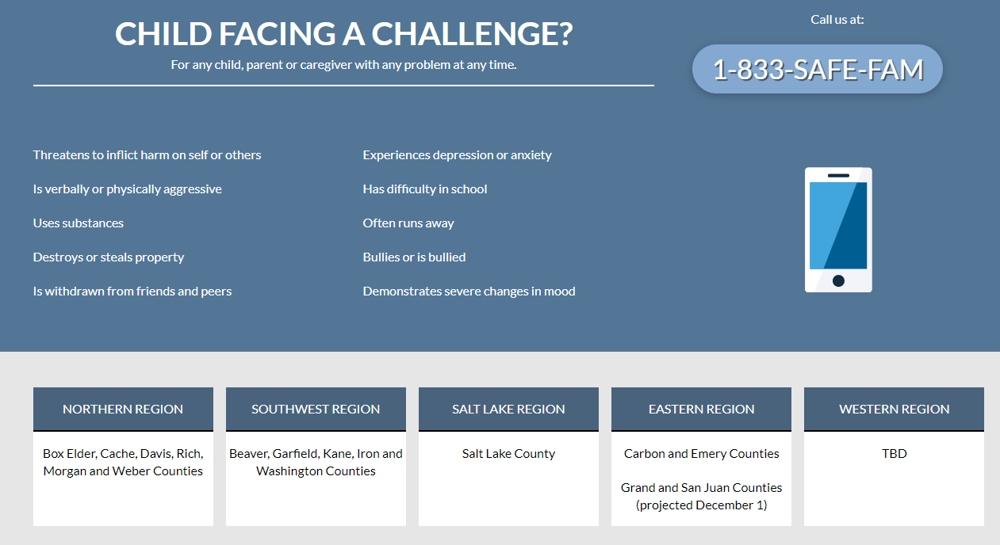 CHILD FACING A CHALLENGE?
For any child, parent or caregiver with any problem at any time.
Call us at:
1-833-SAFE-FAM
Threatens to inflict harm on self or others
Is verbally or physically aggressive
Uses substances
Destroys or steals property
Is withdrawn from friends and peers
Experiences depression or anxiety
Has difficulty in school
Often runs away
Bullies or is bullied
Demonstrates severe changes in mood
NORTHERN REGION
Box Elder, Cache, Davis, Rich,
Morgan and Weber Counties
SOUTHWEST REGION
Beaver, Garfield, Kane, Iron and
Washington Counties
SALT LAKE REGION
Salt Lake County
EASTERN REGION
Carbon and Emery Counties
Grand and San Juan Counties
(projected December 1)
WESTERN REGION
TBD